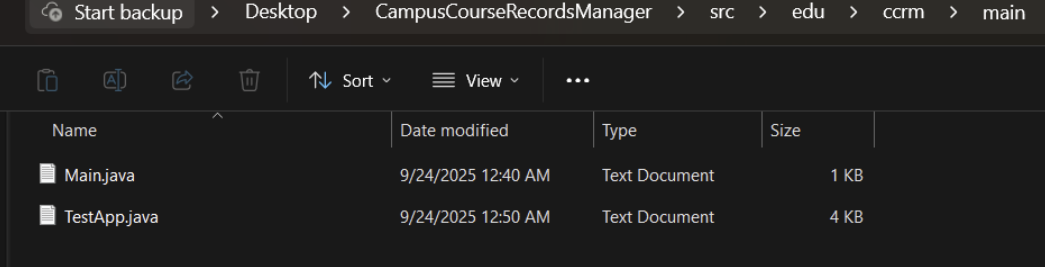 Start backup > Desktop > CampusCourseRecordsManager > src > edu > ccrm > main
Sort View
Name Date modified Type Size
Main.java 9/24/2025 12:40 AM Text Document 1 KB
TestApp.java 9/24/2025 12:50 AM Text Document 4 KB